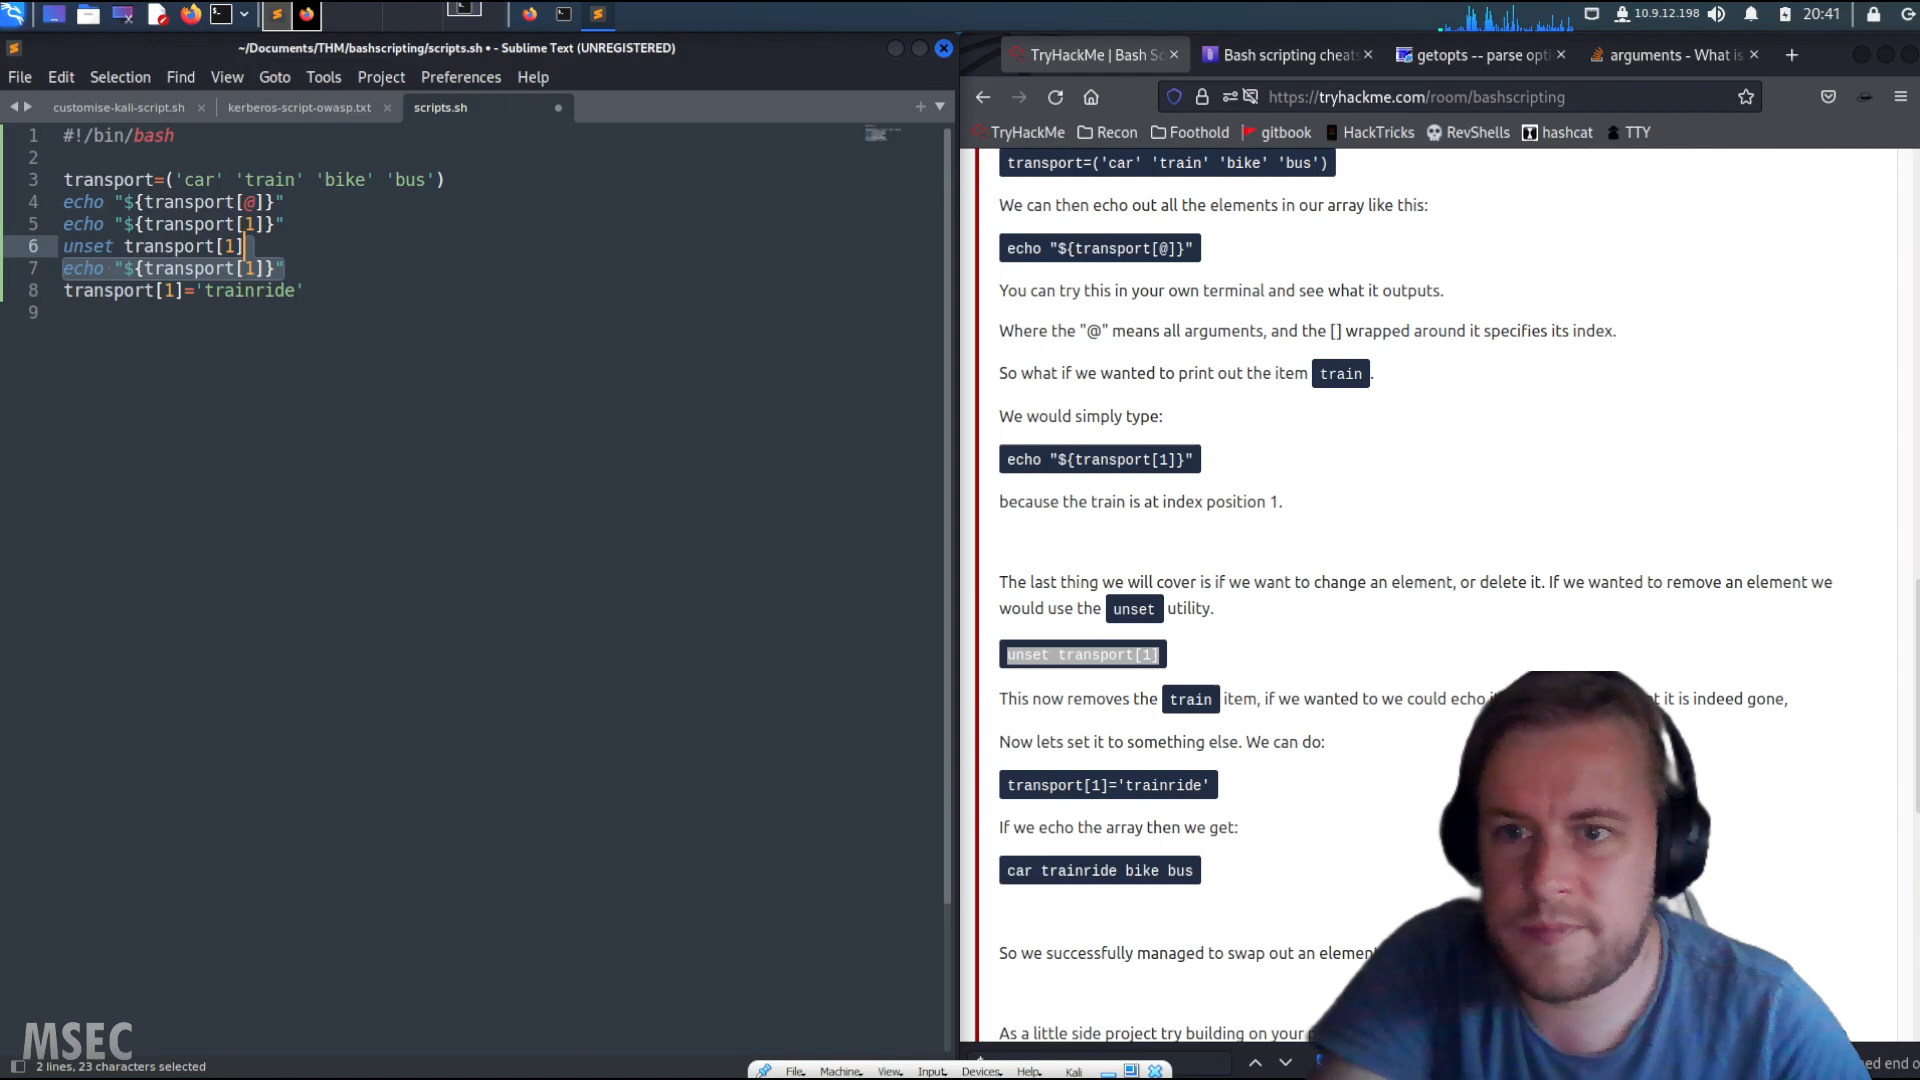 10.9.12.198
20:41
~/Documents/THM/bashscripting/scripts.sh • - Sublime Text (UNREGISTERED)
File Edit Selection Find View Goto Tools Project Preferences Help
customise-kali-script.sh
kerberos-script-owasp.txt
scripts.sh
1 #!/bin/bash
2
3 transport=('car' 'train' 'bike' 'bus')
4 echo "${transport[@]}"
5 echo "${transport[1]}"
6 unset transport[1]
7 echo "${transport[1]}"
8 transport[1]='trainride'
9
MSEC
2 lines, 23 characters selected
TryHackMe | Bash Sc
Bash scripting cheats
getopts -- parse opti
arguments - What is
https://tryhackme.com/room/bashscripting
TryHackMe Recon Foothold gitbook HackTricks RevShells hashcat TTY
transport=('car' 'train' 'bike' 'bus')
We can then echo out all the elements in our array like this:
echo "${transport[@]}"
You can try this in your own terminal and see what it outputs.
Where the "@" means all arguments, and the [] wrapped around it specifies its index.
So what if we wanted to print out the item train.
We would simply type:
echo "${transport[1]}"
because the train is at index position 1.
The last thing we will cover is if we want to change an element, or delete it. If we wanted to remove an element we
would use the unset utility.
unset transport[1]
This now removes the train item, if we wanted to we could echo it is indeed gone,
Now lets set it to something else. We can do:
transport[1]='trainride'
If we echo the array then we get:
car trainride bike bus
So we successfully managed to swap out an elemen
As a little side project try building on your
ed end o
File Machine View Input Devices Help Kali